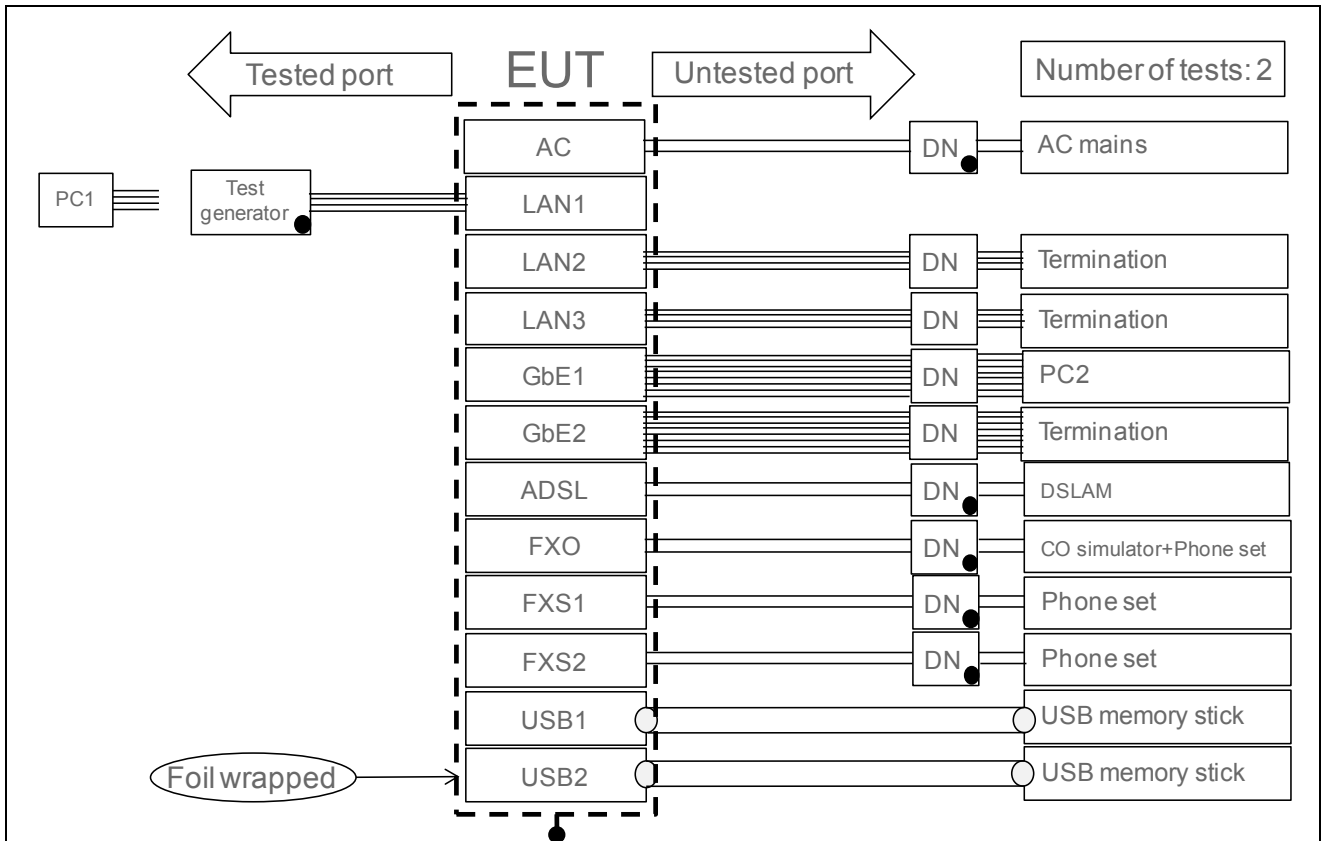 Tested port
EUT
Untested port
Number of tests: 2
AC
DN
AC mains
PC1
Test
generator
LAN1
LAN2
DN
Termination
LAN3
DN
Termination
GbE1
DN
PC2
GbE2
DN
Termination
ADSL
DN
DSLAM
FXO
DN
CO simulator+Phone set
FXS1
DN
Phone set
FXS2
DN
Phone set
USB1
USB memory stick
Foil wrapped
USB2
USB memory stick